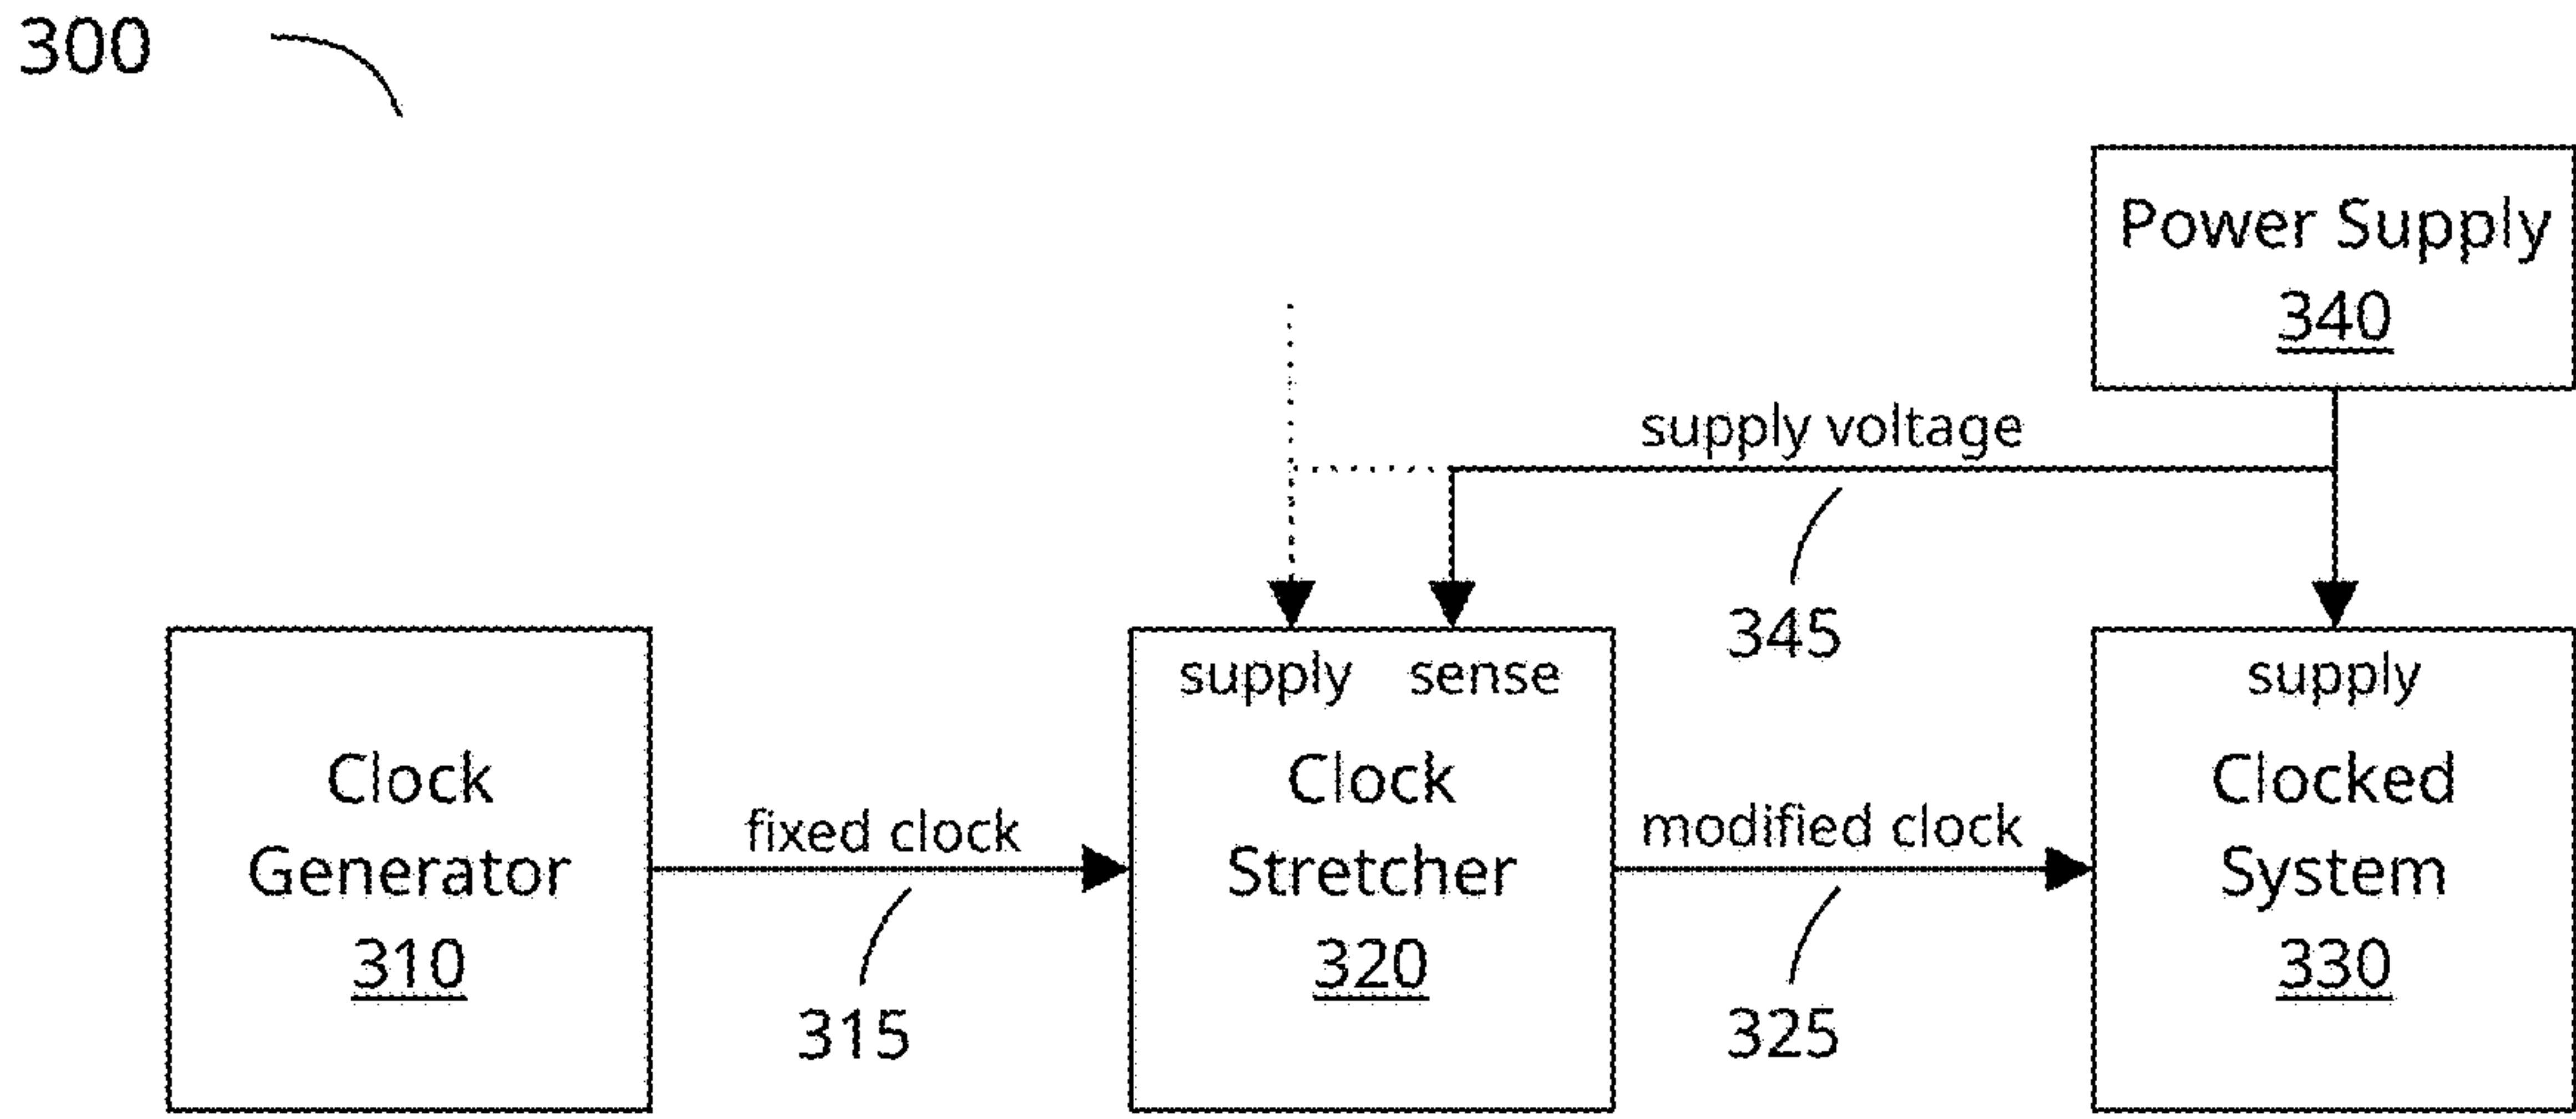 300
Power Supply
340
supply voltage
345
supply sense
supply
Clock
Generator
310
fixed clock
315
Clock
Stretcher
320
modified clock
325
Clocked
System
330